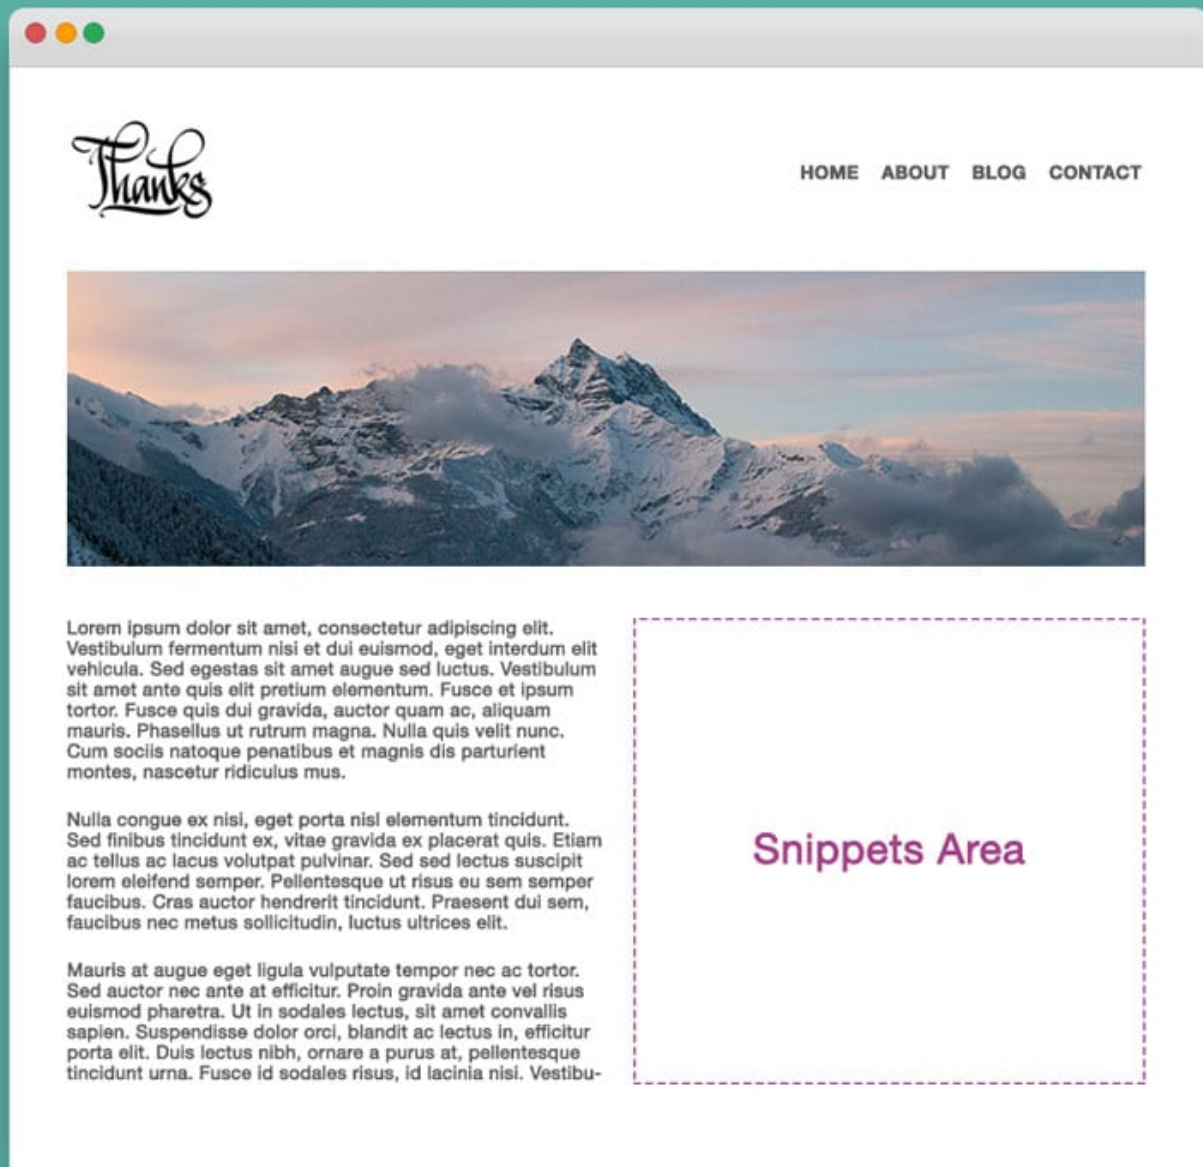 Thanks
HOME ABOUT BLOG CONTACT
Lorem ipsum dolor sit amet, consectetur adipiscing elit.
Vestibulum fermentum nisi et dui euismod, eget interdum elit
vehicula. Sed egestas sit amet augue sed luctus. Vestibulum
sit amet ante quis elit pretium elementum. Fusce et ipsum
tortor. Fusce quis dui gravida, auctor quam ac, aliquam
mauris. Phasellus ut rutrum magna. Nulla quis velit nunc.
Cum sociis natoque penatibus et magnis dis parturient
montes, nascetur ridiculus mus.
Nulla congue ex nisi, eget porta nisl elementum tincidunt.
Sed finibus tincidunt ex, vitae gravida ex placerat quis. Etiam
ac tellus ac lacus volutpat pulvinar. Sed sed lectus suscipit
lorem eleifend semper. Pellentesque ut risus eu sem semper
faucibus. Cras auctor hendrerit tincidunt. Praesent dui sem,
faucibus nec metus sollicitudin, luctus ultrices elit.
Mauris at augue eget ligula vulputate tempor nec ac tortor.
Sed auctor nec ante at efficitur. Proin gravida ante vel risus
euismod pharetra. Ut in sodales lectus, sit amet convallis
sapien. Suspendisse dolor orci, blandit ac lectus in, efficitur
porta elit. Duis lectus nibh, ornare a purus at, pellentesque
tincidunt urna. Fusce id sodales risus, id lacinia nisi. Vestibu-
Snippets Area